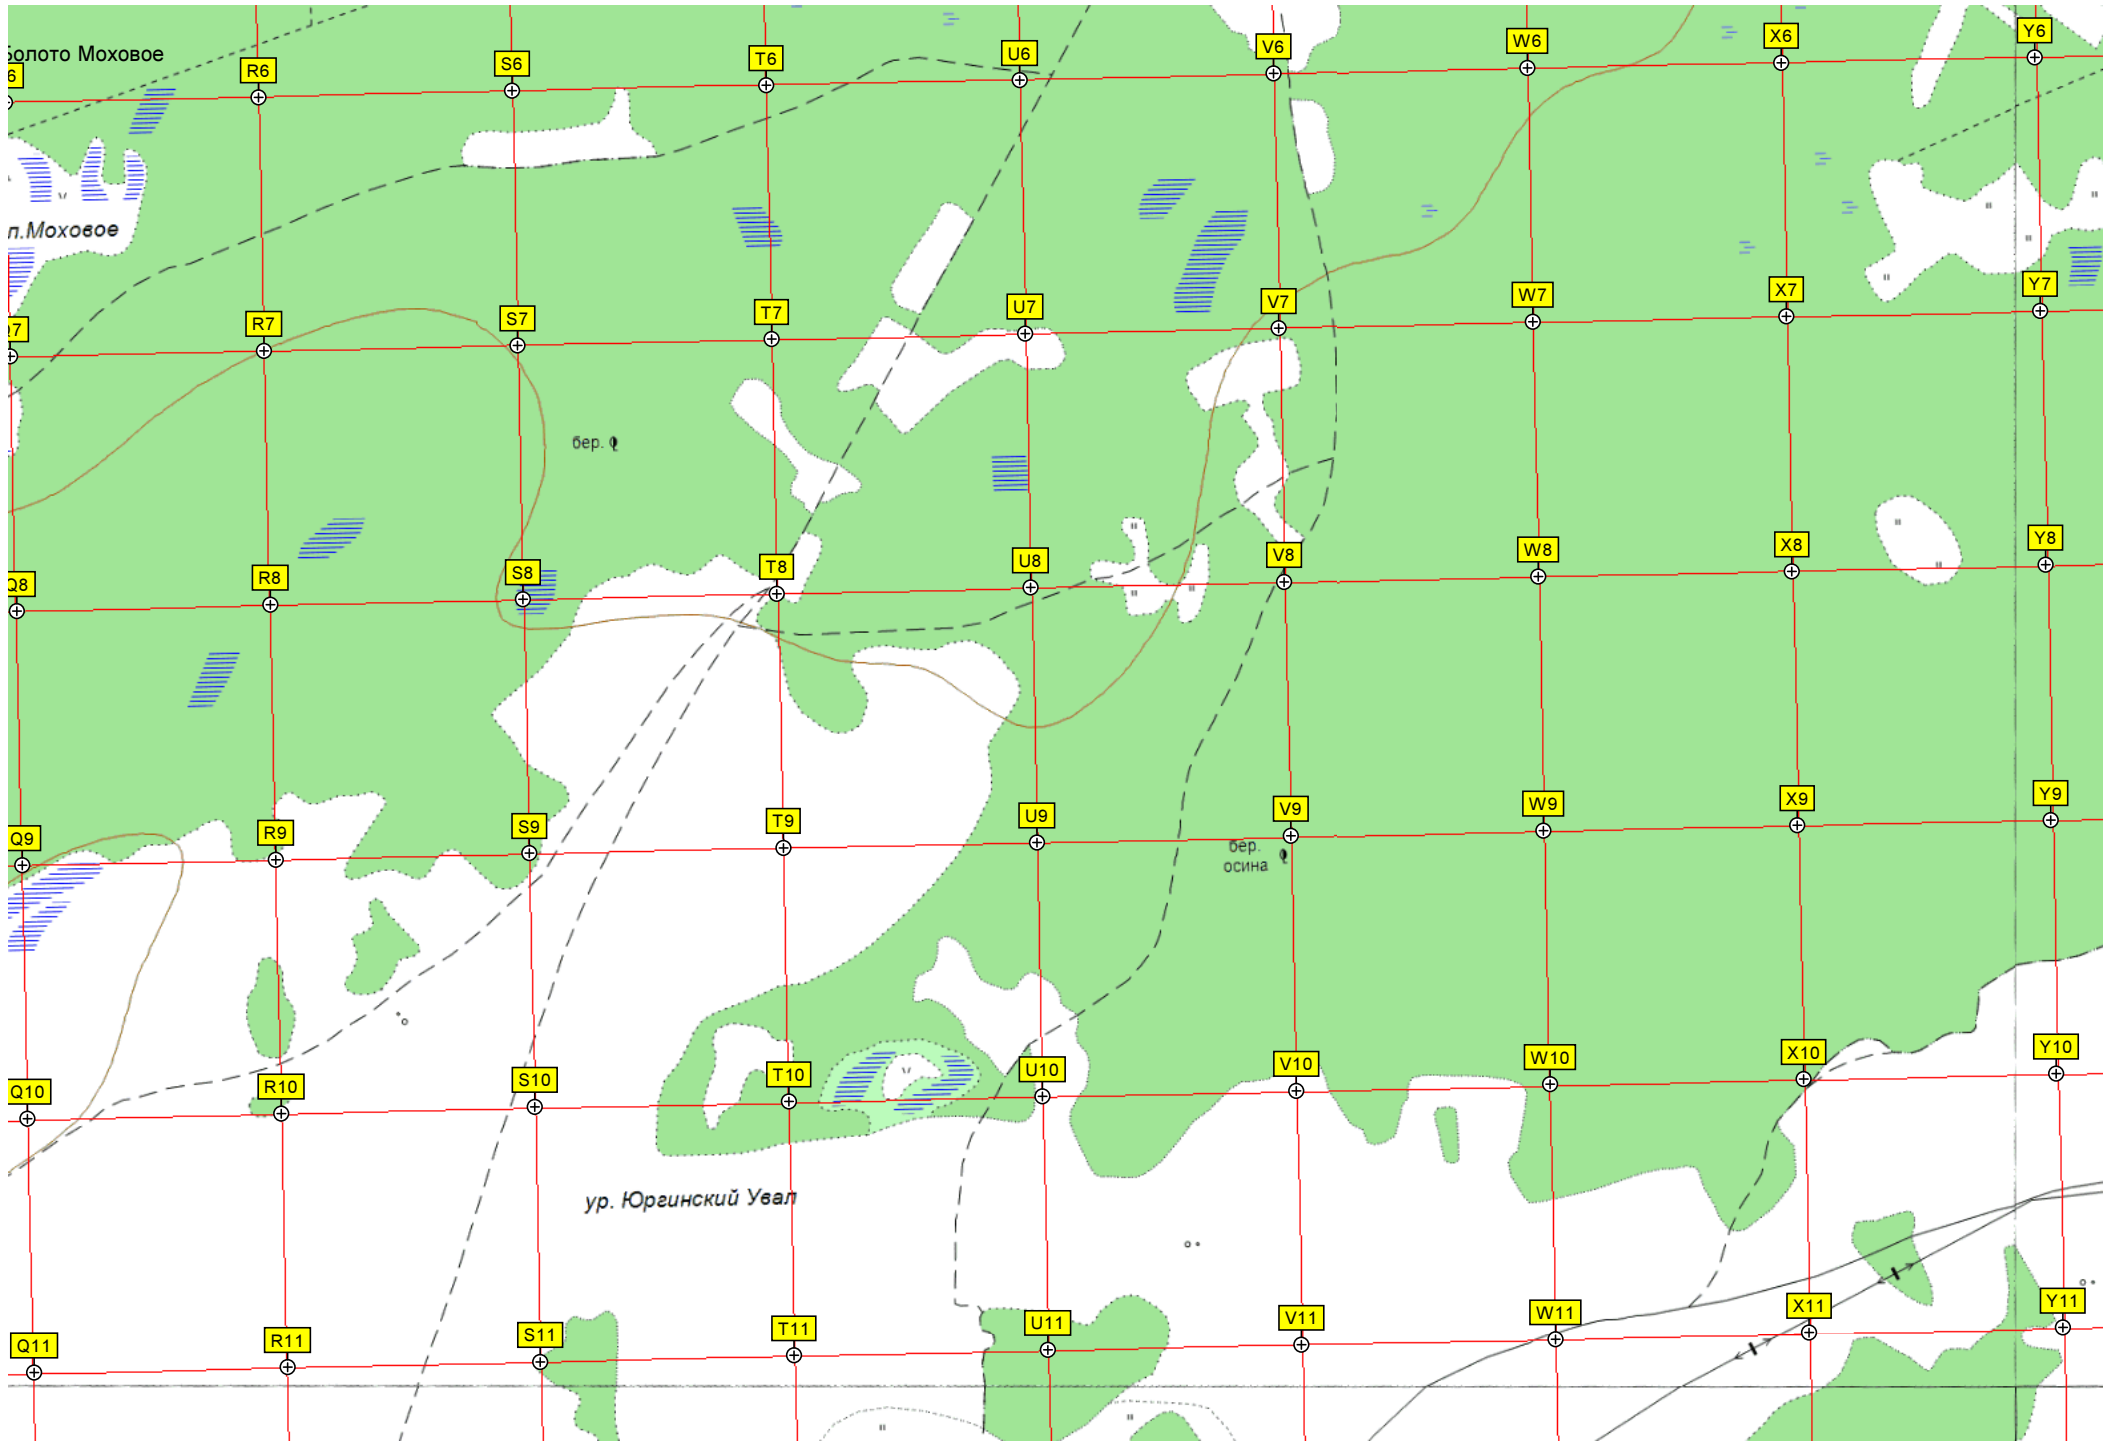 V6
W6
X6
Y6
U6
T6
S6
R6
6
Болото Моховое
п.Моховое
Y7
X7
W7
V7
U7
T7
S7
R7
Q7
бер.
Y8
X8
W8
V8
U8
T8
S8
R8
Q8
Y9
X9
W9
V9
U9
T9
S9
R9
Q9
бер.
осина
Y10
X10
W10
V10
U10
T10
S10
R10
Q10
ур. Юргинский Увал
Y11
X11
W11
V11
U11
T11
S11
R11
Q11